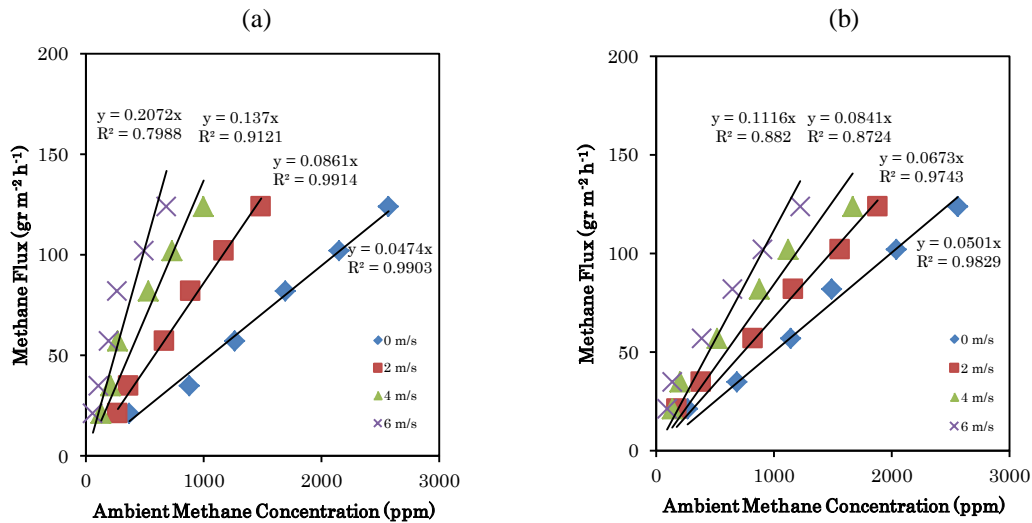 (a)
200
150
100
50
0
Methane Flux (gr m⁻² h⁻¹)
y = 0.2072x
R² = 0.7988
y = 0.137x
R² = 0.9121
y = 0.0861x
R² = 0.9914
y = 0.0474x
R² = 0.9903
0 m/s
2 m/s
4 m/s
6 m/s
0
1000
2000
3000
Ambient Methane Concentration (ppm)
(b)
200
150
100
50
0
Methane Flux (gr m⁻² h⁻¹)
y = 0.1116x
R² = 0.882
y = 0.0841x
R² = 0.8724
y = 0.0673x
R² = 0.9743
y = 0.0501x
R² = 0.9829
0 m/s
2 m/s
4 m/s
6 m/s
0
1000
2000
3000
Ambient Methane Concentration (ppm)